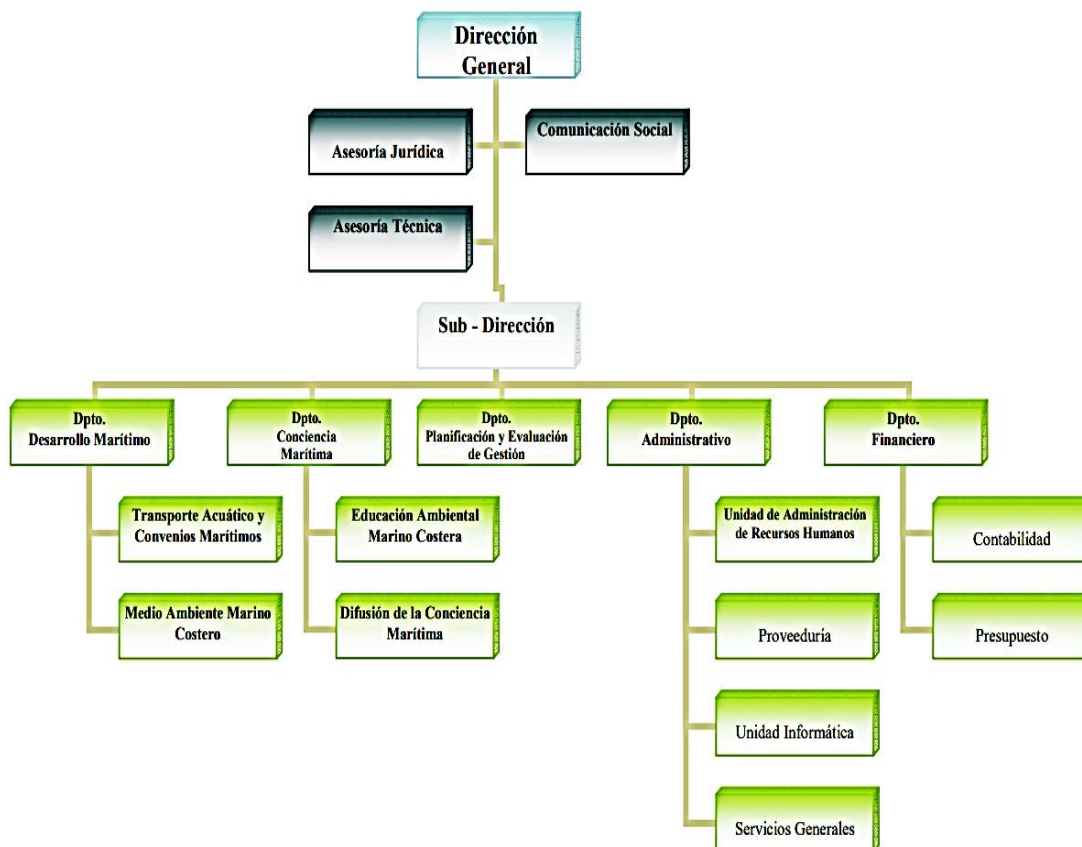 Dirección
General
Asesoría Jurídica
Comunicación Social
Asesoría Técnica
Sub - Dirección
Dpto.
Desarrollo Marítimo
Dpto.
Conciencia
Marítima
Dpto.
Planificación y Evaluación
de Gestión
Dpto.
Administrativo
Dpto.
Financiero
Transporte Acuático y
Convenios Marítimos
Educación Ambiental
Marino Costera
Unidad de Administración
de Recursos Humanos
Contabilidad
Medio Ambiente Marino
Costero
Difusión de la Conciencia
Marítima
Proveeduría
Presupuesto
Unidad Informática
Servicios Generales